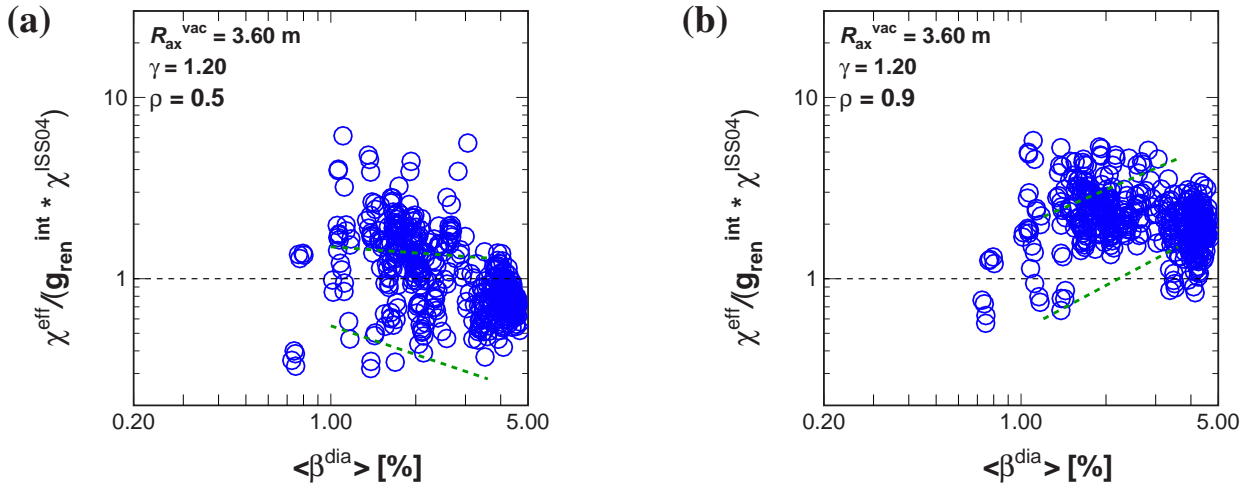 (a)
R_ax^vac = 3.60 m
γ = 1.20
ρ = 0.5
10
1
χ^eff/(g_ren^int * χ^ISS04)
0.20 1.00 5.00
<β^dia> [%]
(b)
R_ax^vac = 3.60 m
γ = 1.20
ρ = 0.9
10
1
χ^eff/(g_ren^int * χ^ISS04)
0.20 1.00 5.00
<β^dia> [%]